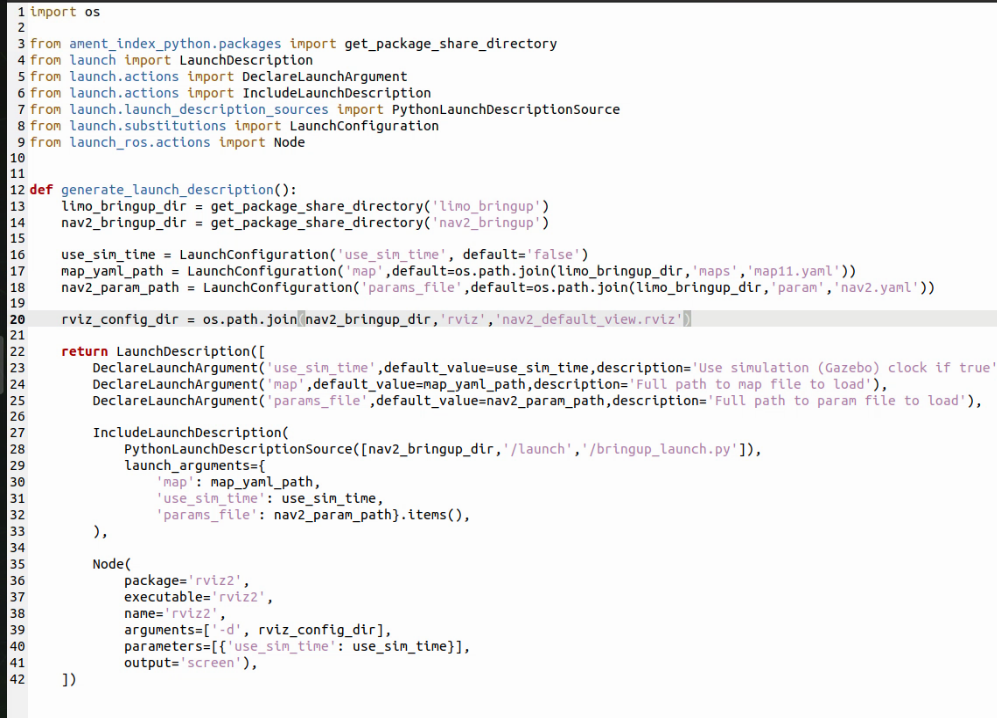 1 import os
2
3 from ament_index_python.packages import get_package_share_directory
4 from launch import LaunchDescription
5 from launch.actions import DeclareLaunchArgument
6 from launch.actions import IncludeLaunchDescription
7 from launch.launch_description_sources import PythonLaunchDescriptionSource
8 from launch.substitutions import LaunchConfiguration
9 from launch_ros.actions import Node
10
11
12 def generate_launch_description():
13     limo_bringup_dir = get_package_share_directory('limo_bringup')
14     nav2_bringup_dir = get_package_share_directory('nav2_bringup')
15
16     use_sim_time = LaunchConfiguration('use_sim_time', default='false')
17     map_yaml_path = LaunchConfiguration('map',default=os.path.join(limo_bringup_dir,'maps','map11.yaml'))
18     nav2_param_path = LaunchConfiguration('params_file',default=os.path.join(limo_bringup_dir,'param','nav2.yaml'))
19
20     rviz_config_dir = os.path.join(nav2_bringup_dir,'rviz','nav2_default_view.rviz')
21
22     return LaunchDescription([
23         DeclareLaunchArgument('use_sim_time',default_value=use_sim_time,description='Use simulation (Gazebo) clock if true'
24         DeclareLaunchArgument('map',default_value=map_yaml_path,description='Full path to map file to load'),
25         DeclareLaunchArgument('params_file',default_value=nav2_param_path,description='Full path to param file to load'),
26
27         IncludeLaunchDescription(
28             PythonLaunchDescriptionSource([nav2_bringup_dir,'/launch','/bringup_launch.py']),
29             launch_arguments={
30                 'map': map_yaml_path,
31                 'use_sim_time': use_sim_time,
32                 'params_file': nav2_param_path}.items(),
33         ),
34
35         Node(
36             package='rviz2',
37             executable='rviz2',
38             name='rviz2',
39             arguments=['-d', rviz_config_dir],
40             parameters=[{'use_sim_time': use_sim_time}],
41             output='screen'),
42     ])